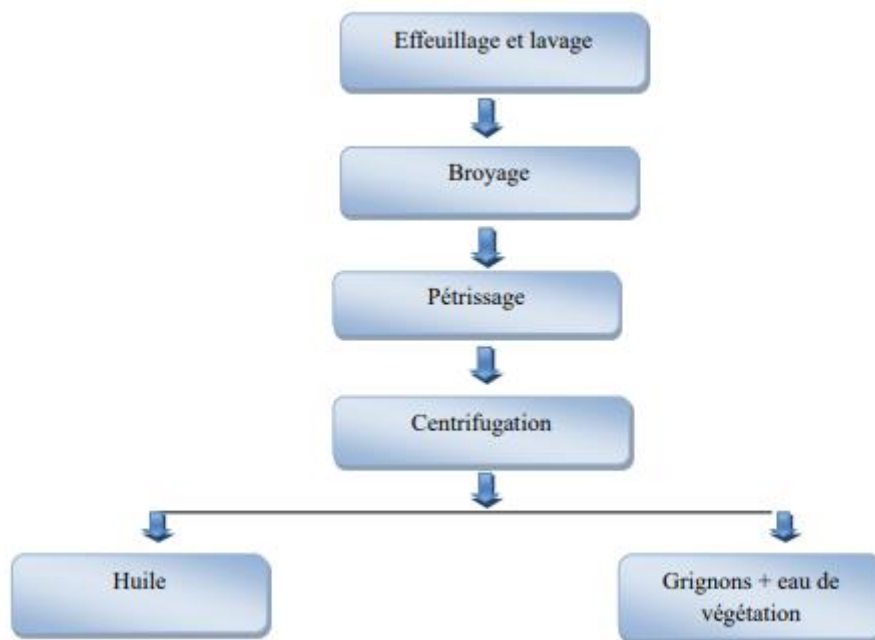 Effeuillage et lavage
Broyage
Pétrissage
Centrifugation
Huile
Grignons + eau de
végétation